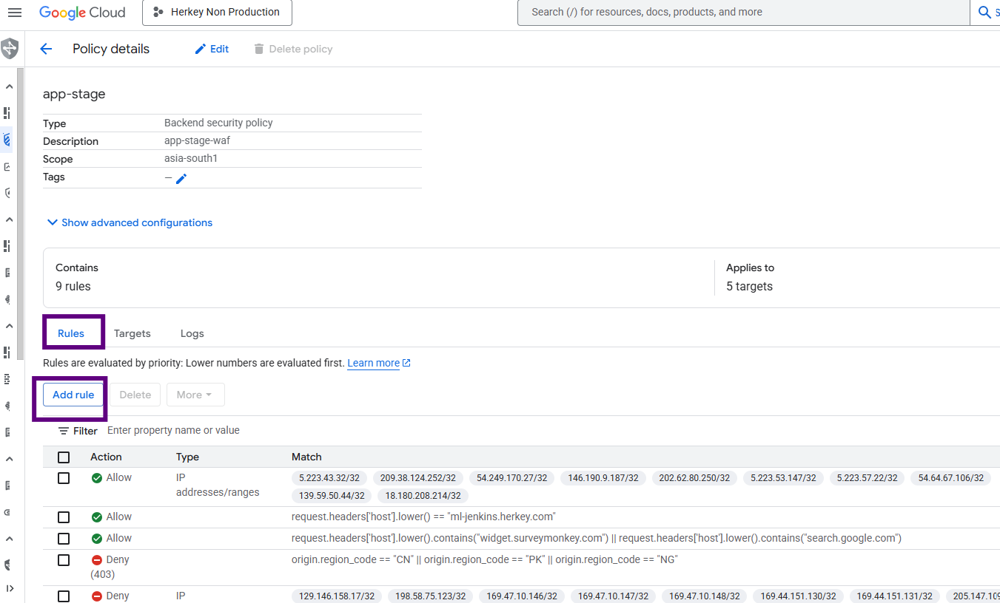 Google Cloud
Herkey Non Production
Search (/) for resources, docs, products, and more
S
Policy details
Edit
Delete policy
app-stage
Type Backend security policy
Description app-stage-waf
Scope asia-south1
Tags –
Show advanced configurations
Contains
9 rules
Applies to
5 targets
Rules Targets Logs
Rules are evaluated by priority: Lower numbers are evaluated first. Learn more
Add rule Delete More
Filter Enter property name or value
Action Type Match
Allow IP addresses/ranges 5.223.43.32/32 209.38.124.252/32 54.249.170.27/32 146.190.9.187/32 202.62.80.250/32 5.223.53.147/32 5.223.57.22/32 54.64.67.106/32
139.59.50.44/32 18.180.208.214/32
Allow request.headers['host'].lower() == "ml-jenkins.herkey.com"
Allow request.headers['host'].lower().contains("widget.surveymonkey.com") || request.headers['host'].lower().contains("search.google.com")
Deny (403) origin.region_code == "CN" || origin.region_code == "PK" || origin.region_code == "NG"
Deny IP 129.146.158.17/32 198.58.75.123/32 169.47.10.146/32 169.47.10.147/32 169.47.10.148/32 169.44.151.130/32 169.44.151.131/32